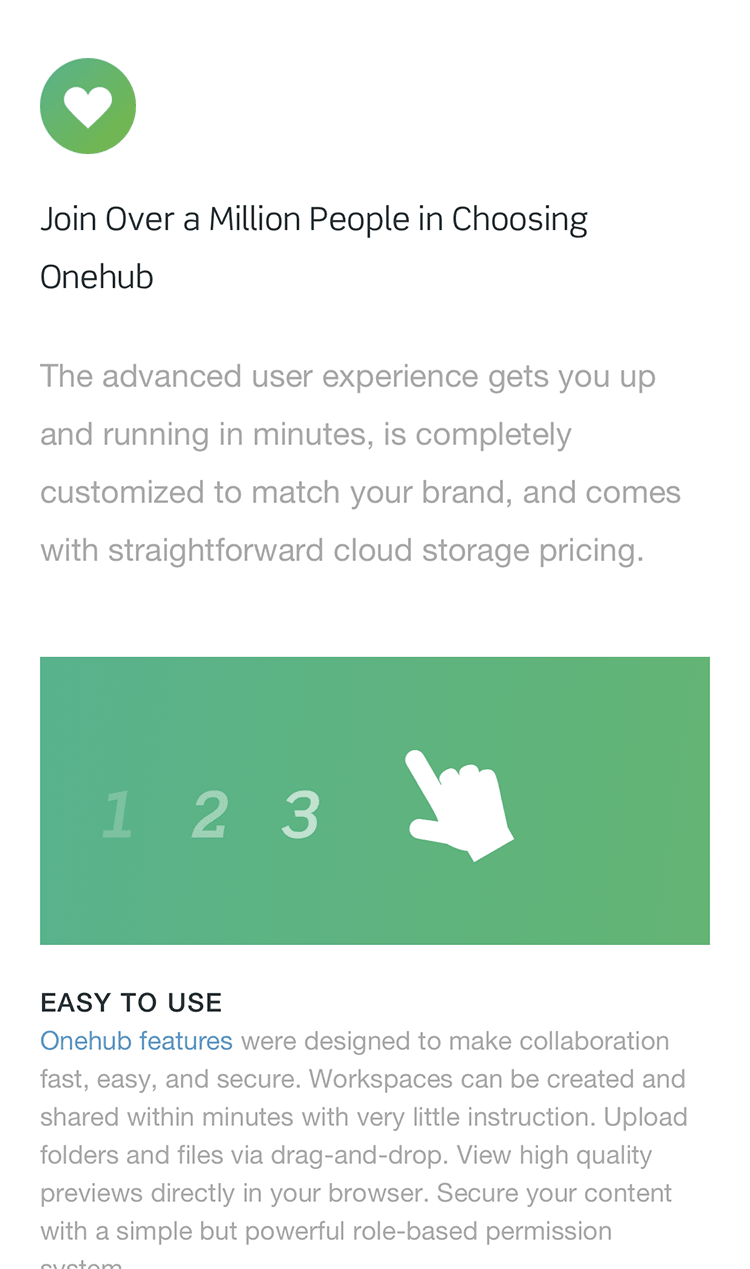 Join Over a Million People in Choosing
Onehub
The advanced user experience gets you up
and running in minutes, is completely
customized to match your brand, and comes
with straightforward cloud storage pricing.
1 2 3
EASY TO USE
Onehub features were designed to make collaboration
fast, easy, and secure. Workspaces can be created and
shared within minutes with very little instruction. Upload
folders and files via drag-and-drop. View high quality
previews directly in your browser. Secure your content
with a simple but powerful role-based permission
system.